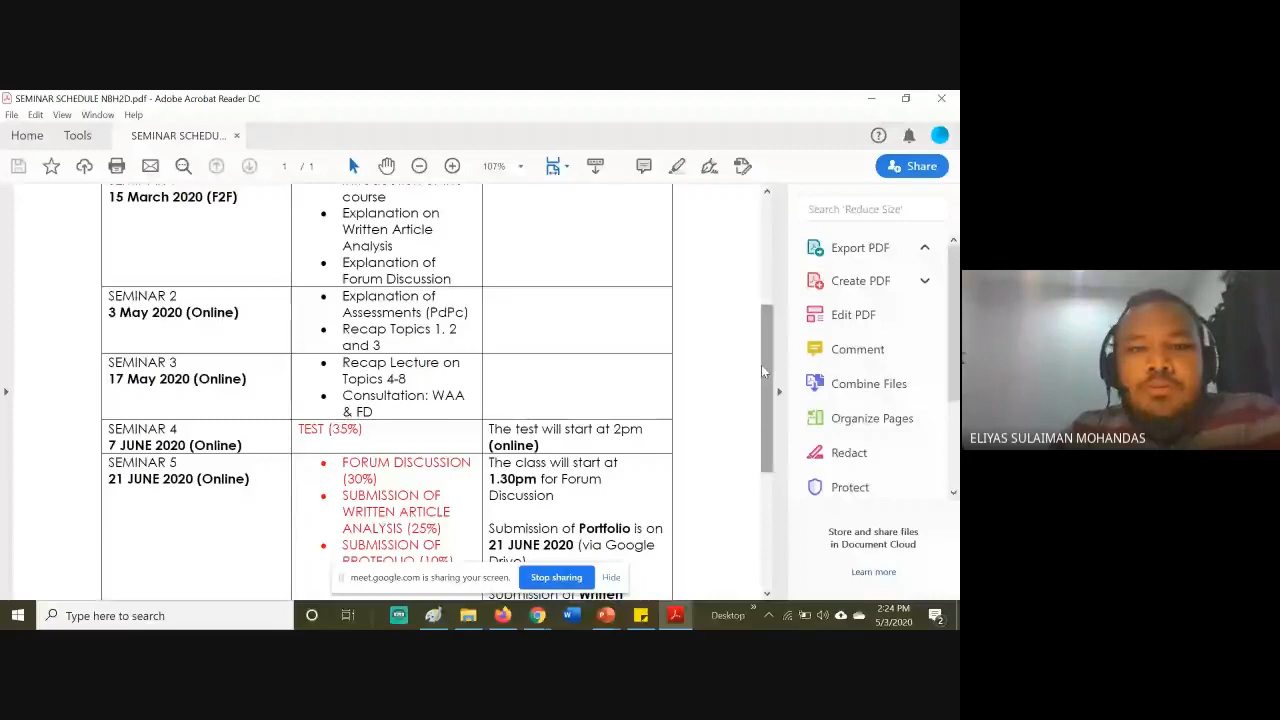 SEMINAR SCHEDULE N8H2D.pdf - Adobe Acrobat Reader DC
File Edit View Window Help
Home Tools SEMINAR SCHEDU... ×
1 / 1 107% Share
15 March 2020 (F2F)
course
• Explanation on
Written Article
Analysis
• Explanation of
Forum Discussion
SEMINAR 2
3 May 2020 (Online)
• Explanation of
Assessments (PdPc)
• Recap Topics 1, 2
and 3
SEMINAR 3
17 May 2020 (Online)
• Recap Lecture on
Topics 4-8
• Consultation: WAA
& FD
SEMINAR 4
7 JUNE 2020 (Online)
TEST (35%)
The test will start at 2pm
(online)
SEMINAR 5
21 JUNE 2020 (Online)
• FORUM DISCUSSION
(30%)
• SUBMISSION OF
WRITTEN ARTICLE
ANALYSIS (25%)
• SUBMISSION OF
PROTFOLIO (10%)
The class will start at
1.30pm for Forum
Discussion
Submission of Portfolio is on
21 JUNE 2020 (via Google
Drive)
Submission of Written
Search 'Reduce Size'
Export PDF
Create PDF
Edit PDF
Comment
Combine Files
Organize Pages
Redact
Protect
Store and share files
in Document Cloud
Learn more
meet.google.com is sharing your screen. Stop sharing Hide
Type here to search
Desktop
2:24 PM
5/3/2020
2
ELIYAS SULAIMAN MOHANDAS